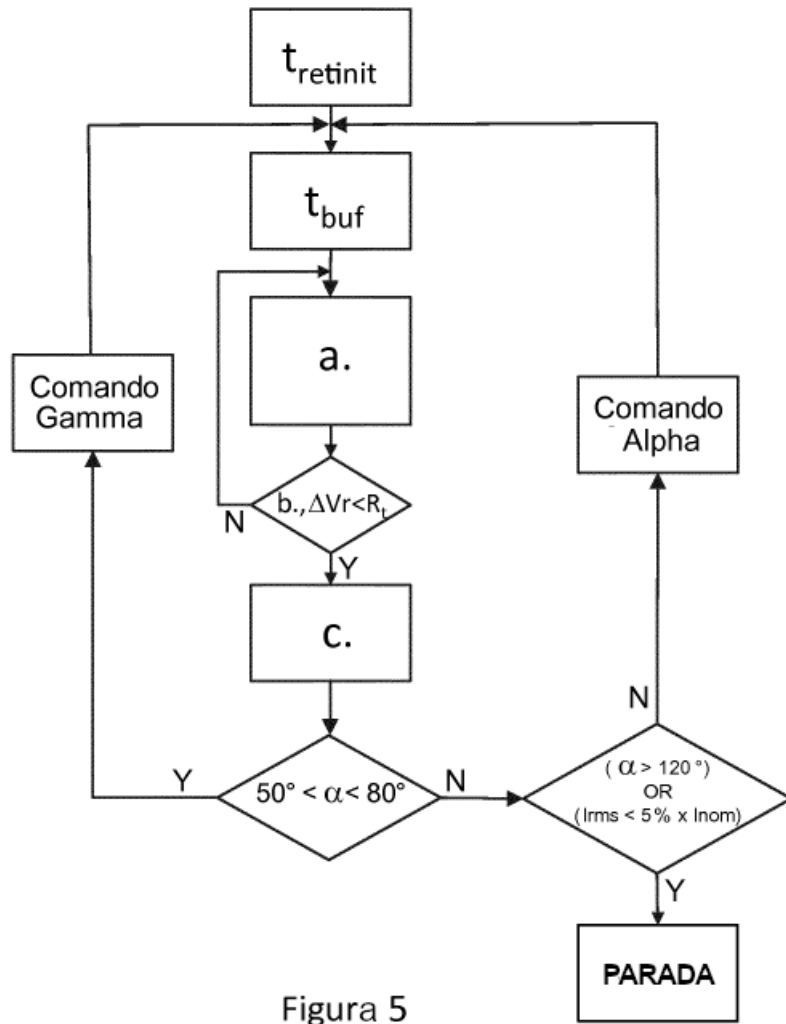 t_retinit
t_buf
a.
Comando
Gamma
Comando
Alpha
b.,ΔVr<R_t
N
Y
c.
N
Y
50° < α < 80°
N
( α > 120 °)
OR
(Irms < 5% x Inom)
Y
PARADA
Figura 5